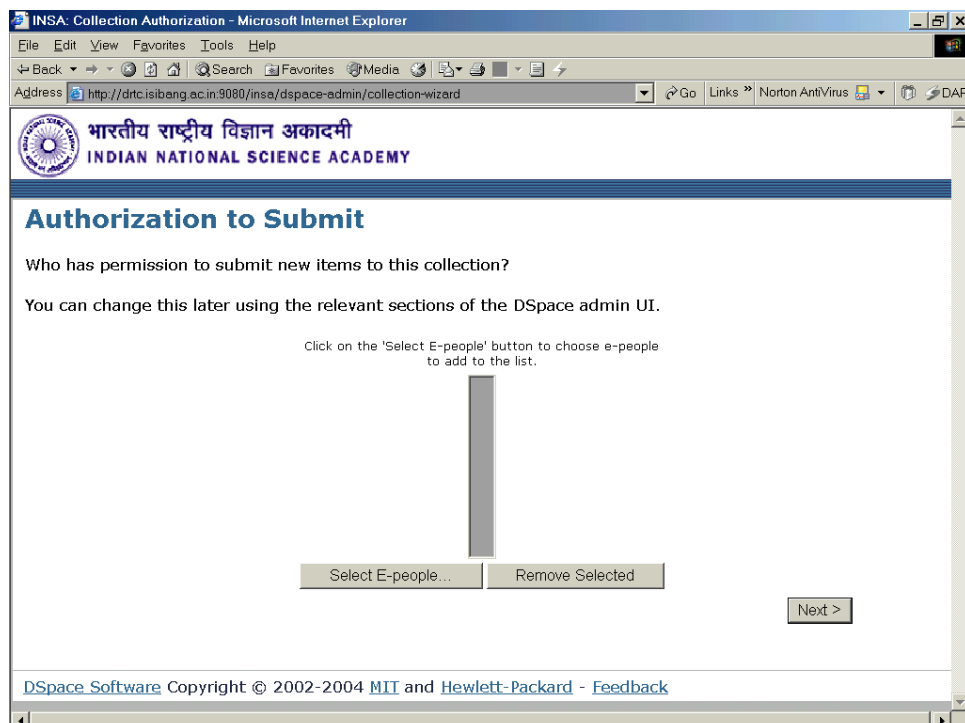 INSA: Collection Authorization - Microsoft Internet Explorer
File Edit View Favorites Tools Help
Back Search Favorites Media
Address http://drtc.isibang.ac.in:9080/insa/dspace-admin/collection-wizard Go Links » Norton AntiVirus DAP
भारतीय राष्ट्रीय विज्ञान अकादमी
INDIAN NATIONAL SCIENCE ACADEMY
Authorization to Submit
Who has permission to submit new items to this collection?
You can change this later using the relevant sections of the DSpace admin UI.
Click on the 'Select E-people' button to choose e-people
to add to the list.
Select E-people... Remove Selected
Next >
DSpace Software Copyright © 2002-2004 MIT and Hewlett-Packard - Feedback